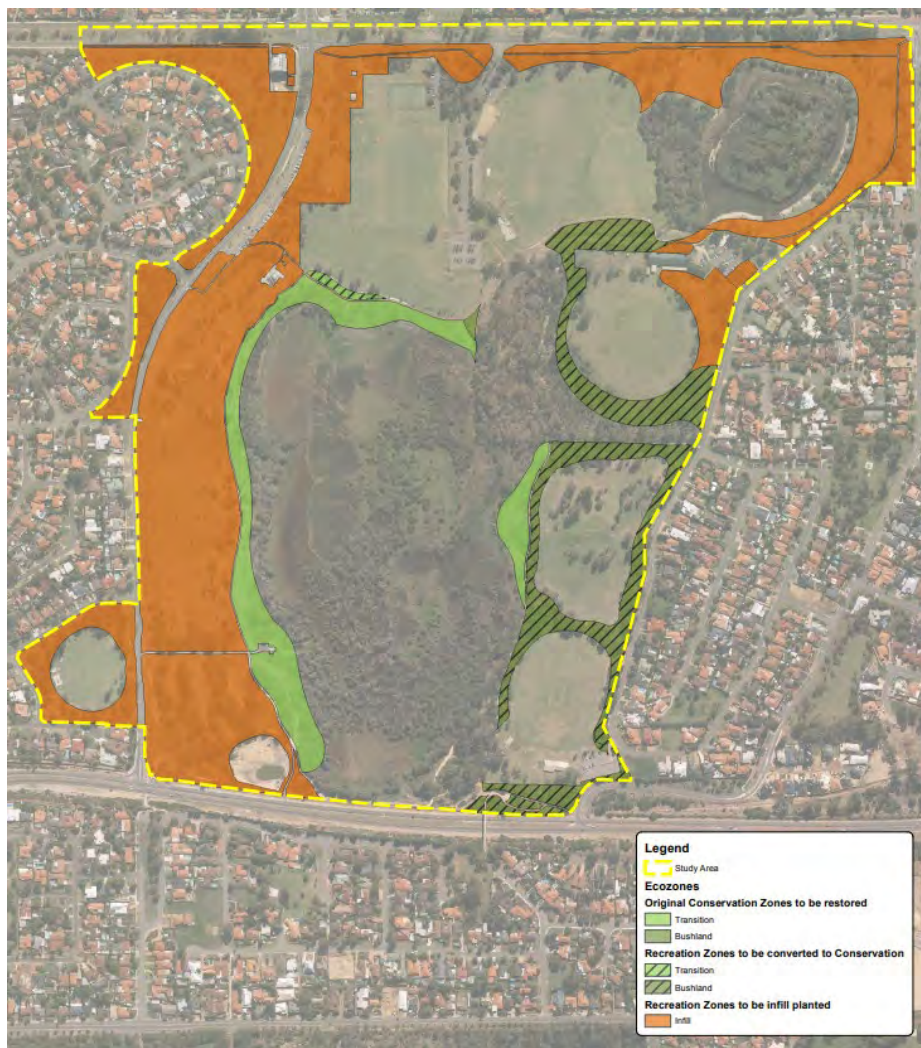 Legend
Study Area
Ecozones
Original Conservation Zones to be restored
Transition
Bushland
Recreation Zones to be converted to Conservation
Transition
Bushland
Recreation Zones to be infill planted
Infill